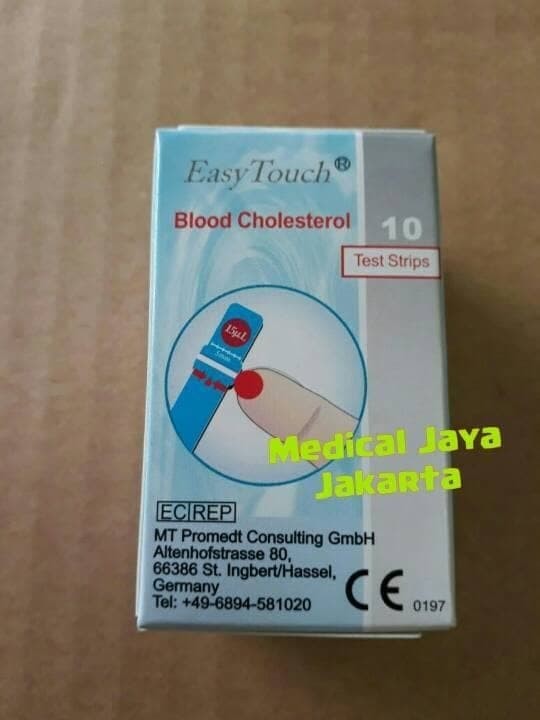 EasyTouch®
Blood Cholesterol
10
Test Strips
15µL
5mm
Medical Jaya
Jakarta
EC REP
MT Promedt Consulting GmbH
Altenhofstrasse 80,
66386 St. Ingbert/Hassel,
Germany
Tel: +49-6894-581020
CE 0197